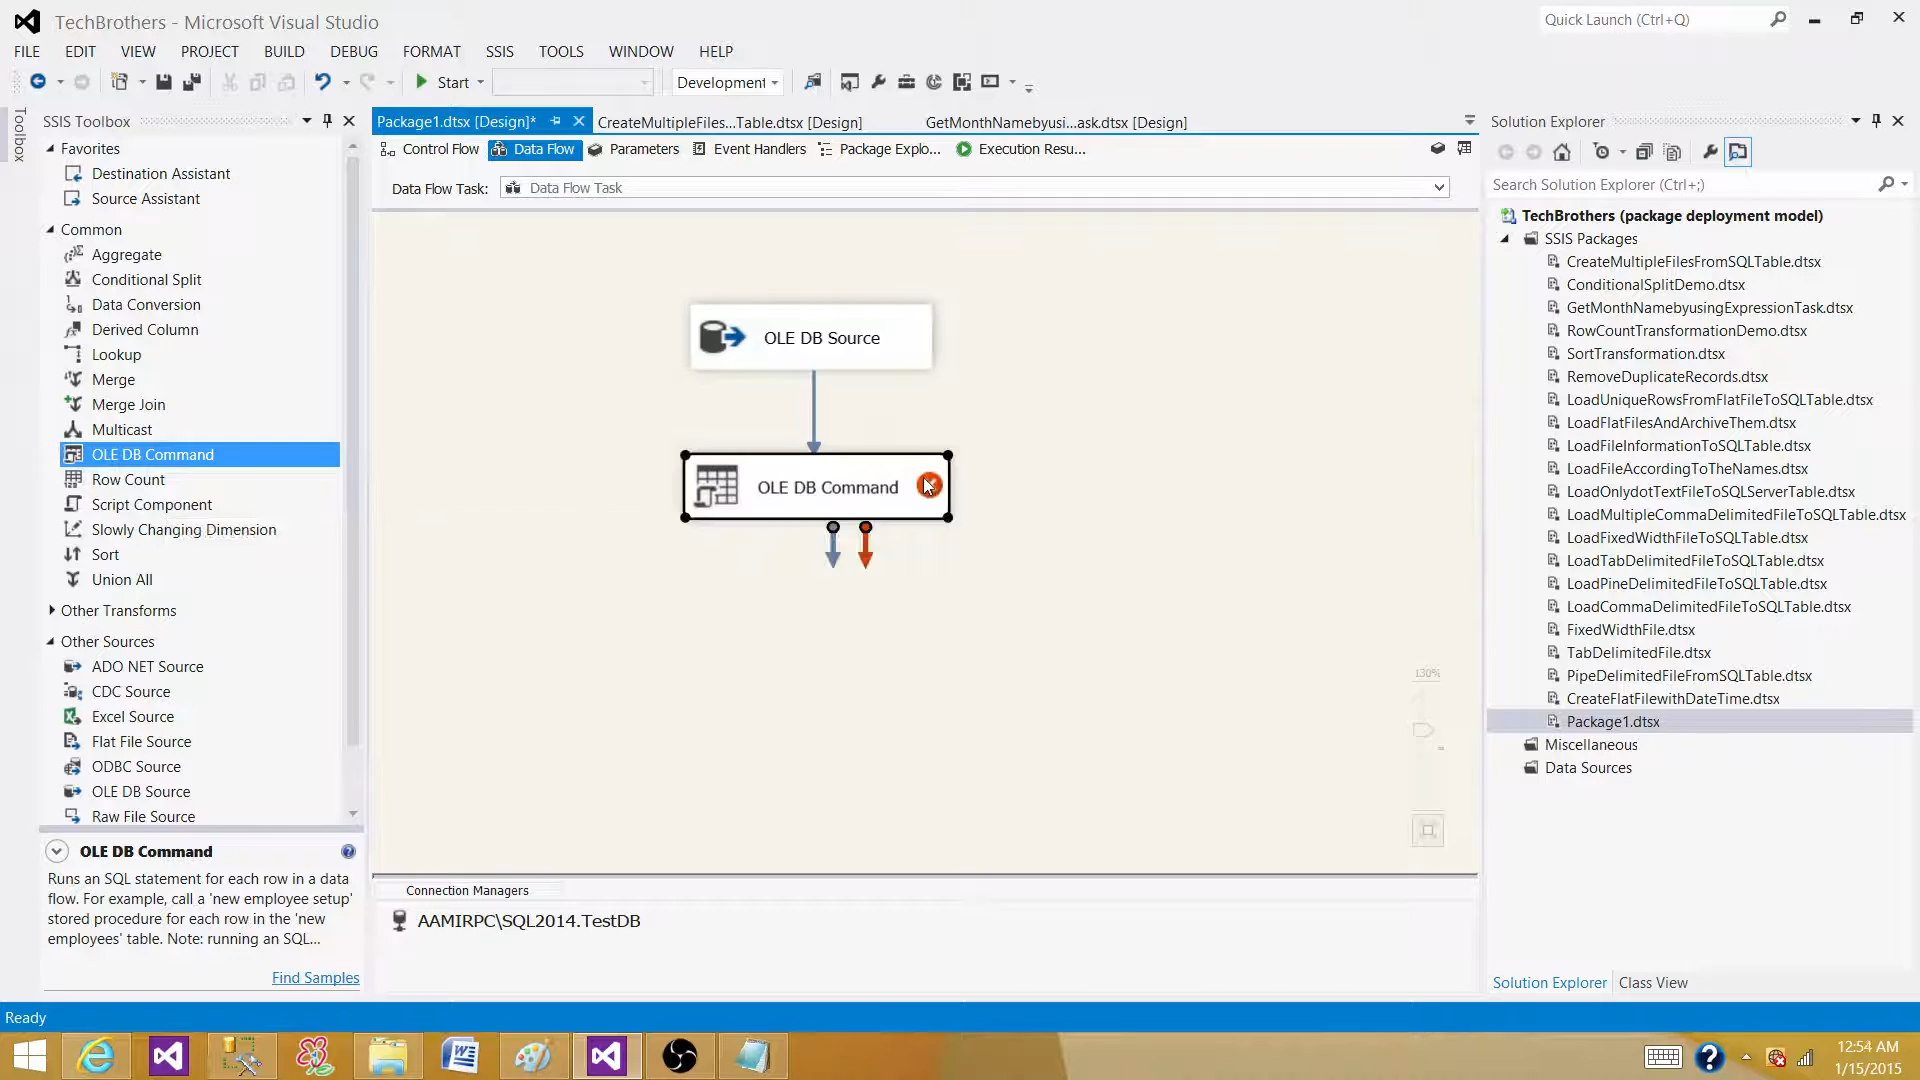 TechBrothers - Microsoft Visual Studio
Quick Launch (Ctrl+Q)
FILE EDIT VIEW PROJECT BUILD DEBUG FORMAT SSIS TOOLS WINDOW HELP
Start
Development
Toolbox
SSIS Toolbox
Package1.dtsx [Design]*
CreateMultipleFiles...Table.dtsx [Design]
GetMonthNamebyusi...ask.dtsx [Design]
Control Flow
Data Flow
Parameters
Event Handlers
Package Explo...
Execution Resu...
Data Flow Task:
Data Flow Task
Favorites
Destination Assistant
Source Assistant
Common
Aggregate
Conditional Split
Data Conversion
Derived Column
Lookup
Merge
Merge Join
Multicast
OLE DB Command
Row Count
Script Component
Slowly Changing Dimension
Sort
Union All
Other Transforms
Other Sources
ADO NET Source
CDC Source
Excel Source
Flat File Source
ODBC Source
OLE DB Source
Raw File Source
OLE DB Command
Runs an SQL statement for each row in a data
flow. For example, call a 'new employee setup'
stored procedure for each row in the 'new
employees' table. Note: running an SQL...
Find Samples
OLE DB Source
OLE DB Command
130%
Connection Managers
AAMIRPC\SQL2014.TestDB
Solution Explorer
Search Solution Explorer (Ctrl+;)
TechBrothers (package deployment model)
SSIS Packages
CreateMultipleFilesFromSQLTable.dtsx
ConditionalSplitDemo.dtsx
GetMonthNamebyusingExpressionTask.dtsx
RowCountTransformationDemo.dtsx
SortTransformation.dtsx
RemoveDuplicateRecords.dtsx
LoadUniqueRowsFromFlatFileToSQLTable.dtsx
LoadFlatFilesAndArchiveThem.dtsx
LoadFileInformationToSQLTable.dtsx
LoadFileAccordingToTheNames.dtsx
LoadOnlydotTextFileToSQLServerTable.dtsx
LoadMultipleCommaDelimitedFileToSQLTable.dtsx
LoadFixedWidthFileToSQLTable.dtsx
LoadTabDelimitedFileToSQLTable.dtsx
LoadPineDelimitedFileToSQLTable.dtsx
LoadCommaDelimitedFileToSQLTable.dtsx
FixedWidthFile.dtsx
TabDelimitedFile.dtsx
PipeDelimitedFileFromSQLTable.dtsx
CreateFlatFilewithDateTime.dtsx
Package1.dtsx
Miscellaneous
Data Sources
Solution Explorer
Class View
Ready
12:54 AM
1/15/2015